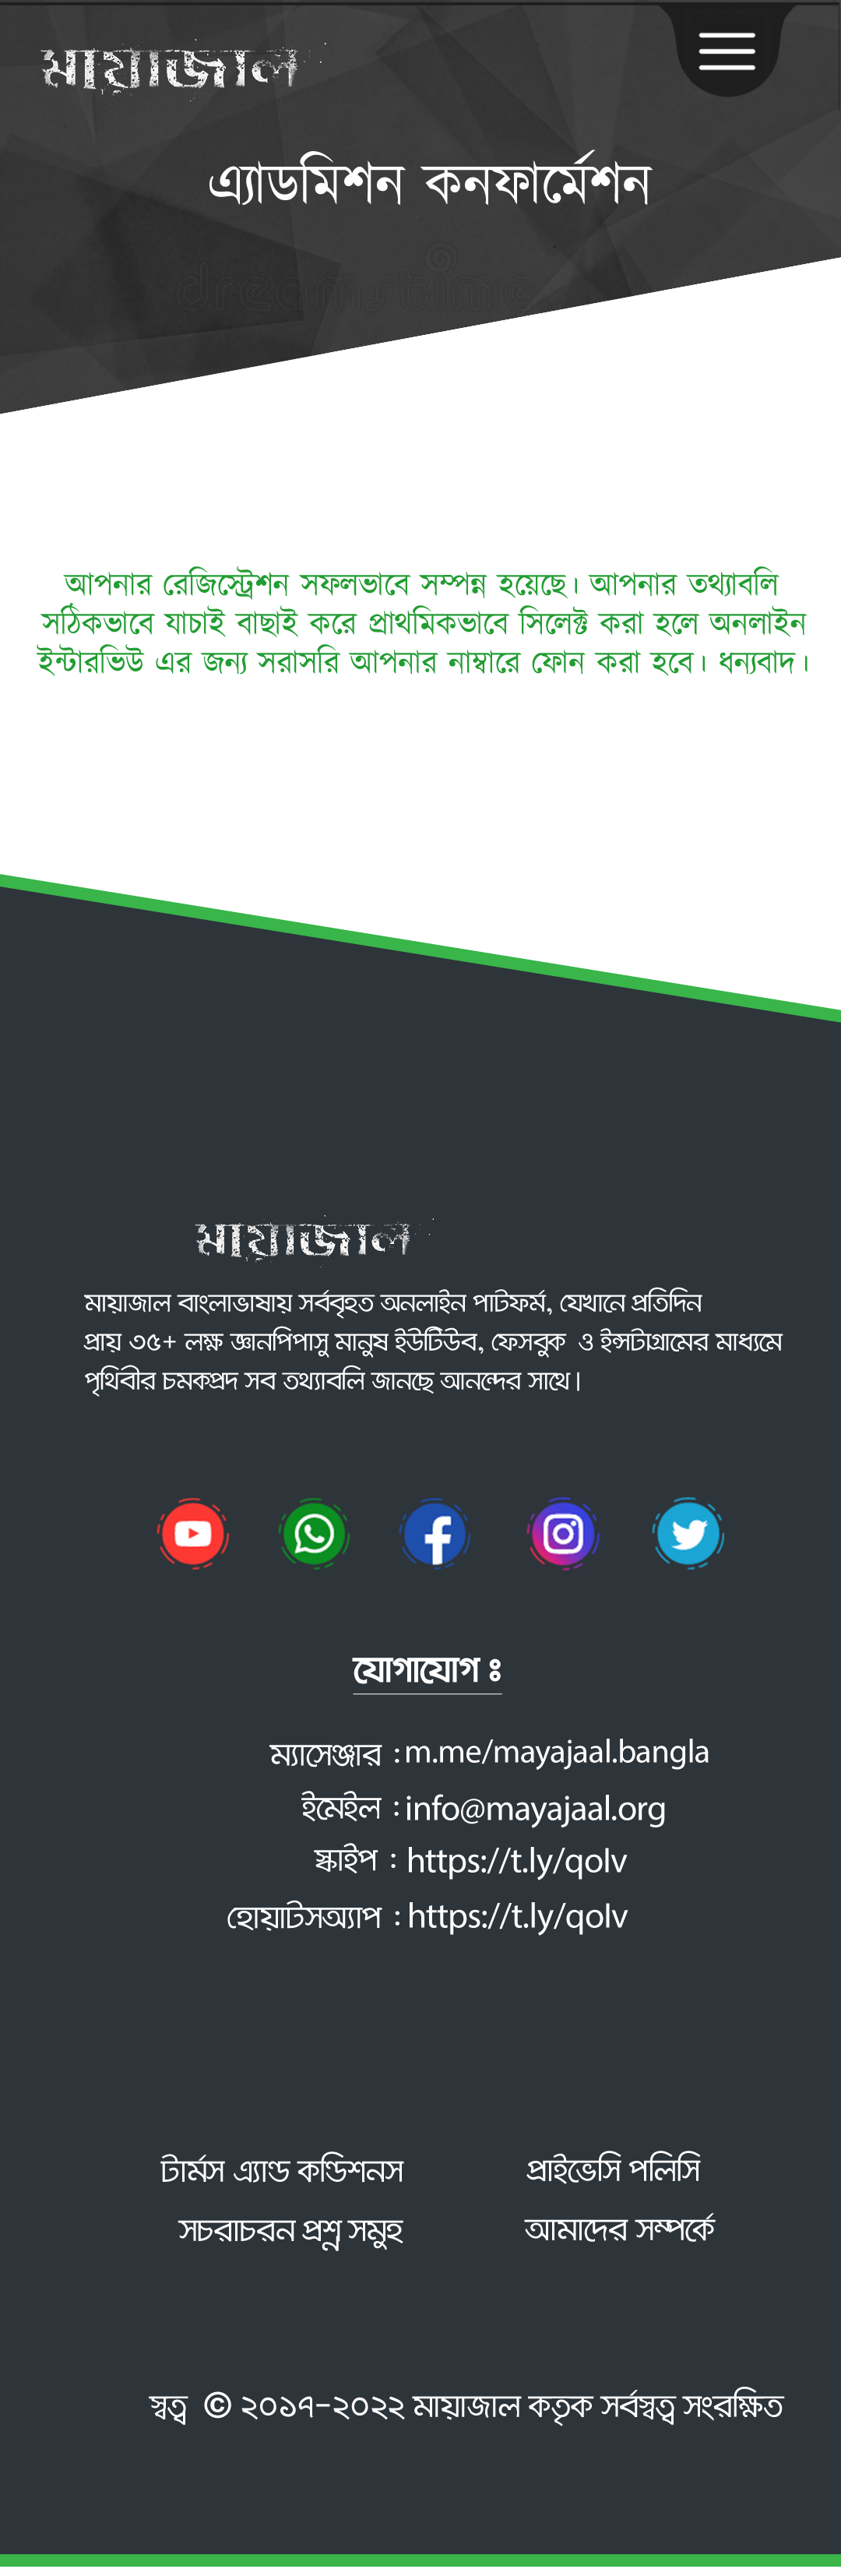 মায়াজাল
এ্যাডমিশন কনফার্মেশন
dreamstime
আপনার রেজিস্ট্রেশন সফলভাবে সম্পন্ন হয়েছে। আপনার তথ্যাবলি
সঠিকভাবে যাচাই বাছাই করে প্রাথমিকভাবে সিলেক্ট করা হলে অনলাইন
ইন্টারভিউ এর জন্য সরাসরি আপনার নাম্বারে ফোন করা হবে। ধন্যবাদ।
মায়াজাল
মায়াজাল বাংলাভাষায় সর্ববৃহত অনলাইন পাটফর্ম, যেখানে প্রতিদিন
প্রায় ৩৫+ লক্ষ জ্ঞানপিপাসু মানুষ ইউটিউব, ফেসবুক ও ইন্সটাগ্রামের মাধ্যমে
পৃথিবীর চমকপ্রদ সব তথ্যাবলি জানছে আনন্দের সাথে।
যোগাযোগ ঃ
ম্যাসেঞ্জার : m.me/mayajaal.bangla
ইমেইল : info@mayajaal.org
স্কাইপ : https://t.ly/qolv
হোয়াটসঅ্যাপ : https://t.ly/qolv
টার্মস এ্যাণ্ড কণ্ডিশনস প্রাইভেসি পলিসি
সচরাচরন প্রশ্ন সমুহ আমাদের সম্পর্কে
স্বত্ব © ২০১৭-২০২২ মায়াজাল কতৃক সর্বস্বত্ব সংরক্ষিত